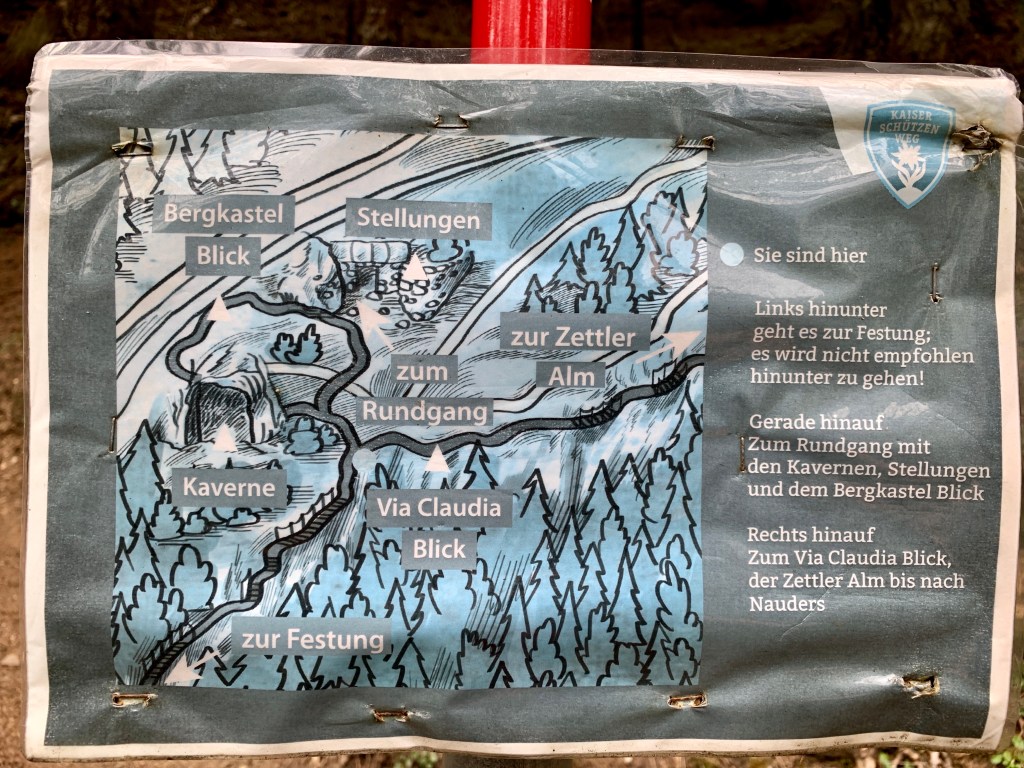 KAISER
SCHÜTZEN
WEG
Bergkastel
Blick
Stellungen
zur Zettler
Alm
zum
Rundgang
Kaverne
Via Claudia
Blick
zur Festung
Sie sind hier
Links hinunter
geht es zur Festung;
es wird nicht empfohlen
hinunter zu gehen!
Gerade hinauf
Zum Rundgang mit
den Kavernen, Stellungen
und dem Bergkastel Blick
Rechts hinauf
Zum Via Claudia Blick,
der Zettler Alm bis nach
Nauders